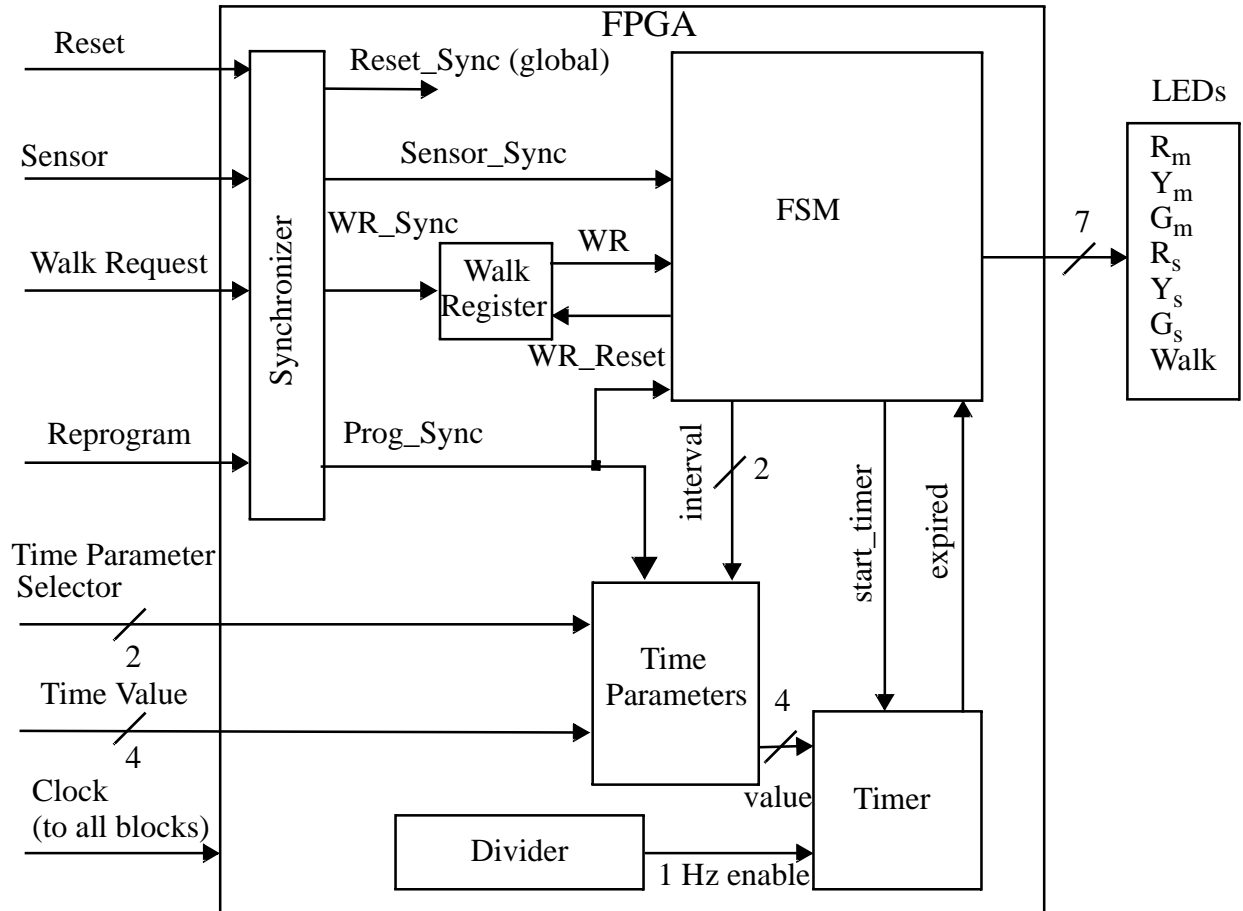 FPGA
Reset
Reset_Sync (global)
LEDs
Sensor
Sensor_Sync
FSM
Synchronizer
WR_Sync
WR
Walk Request
Walk
Register
WR_Reset
7
R_m
Y_m
G_m
R_s
Y_s
G_s
Walk
Reprogram
Prog_Sync
interval
2
start_timer
expired
Time Parameter
Selector
2
Time Value
4
Time
Parameters
4
value
Timer
Clock
(to all blocks)
Divider
1 Hz enable